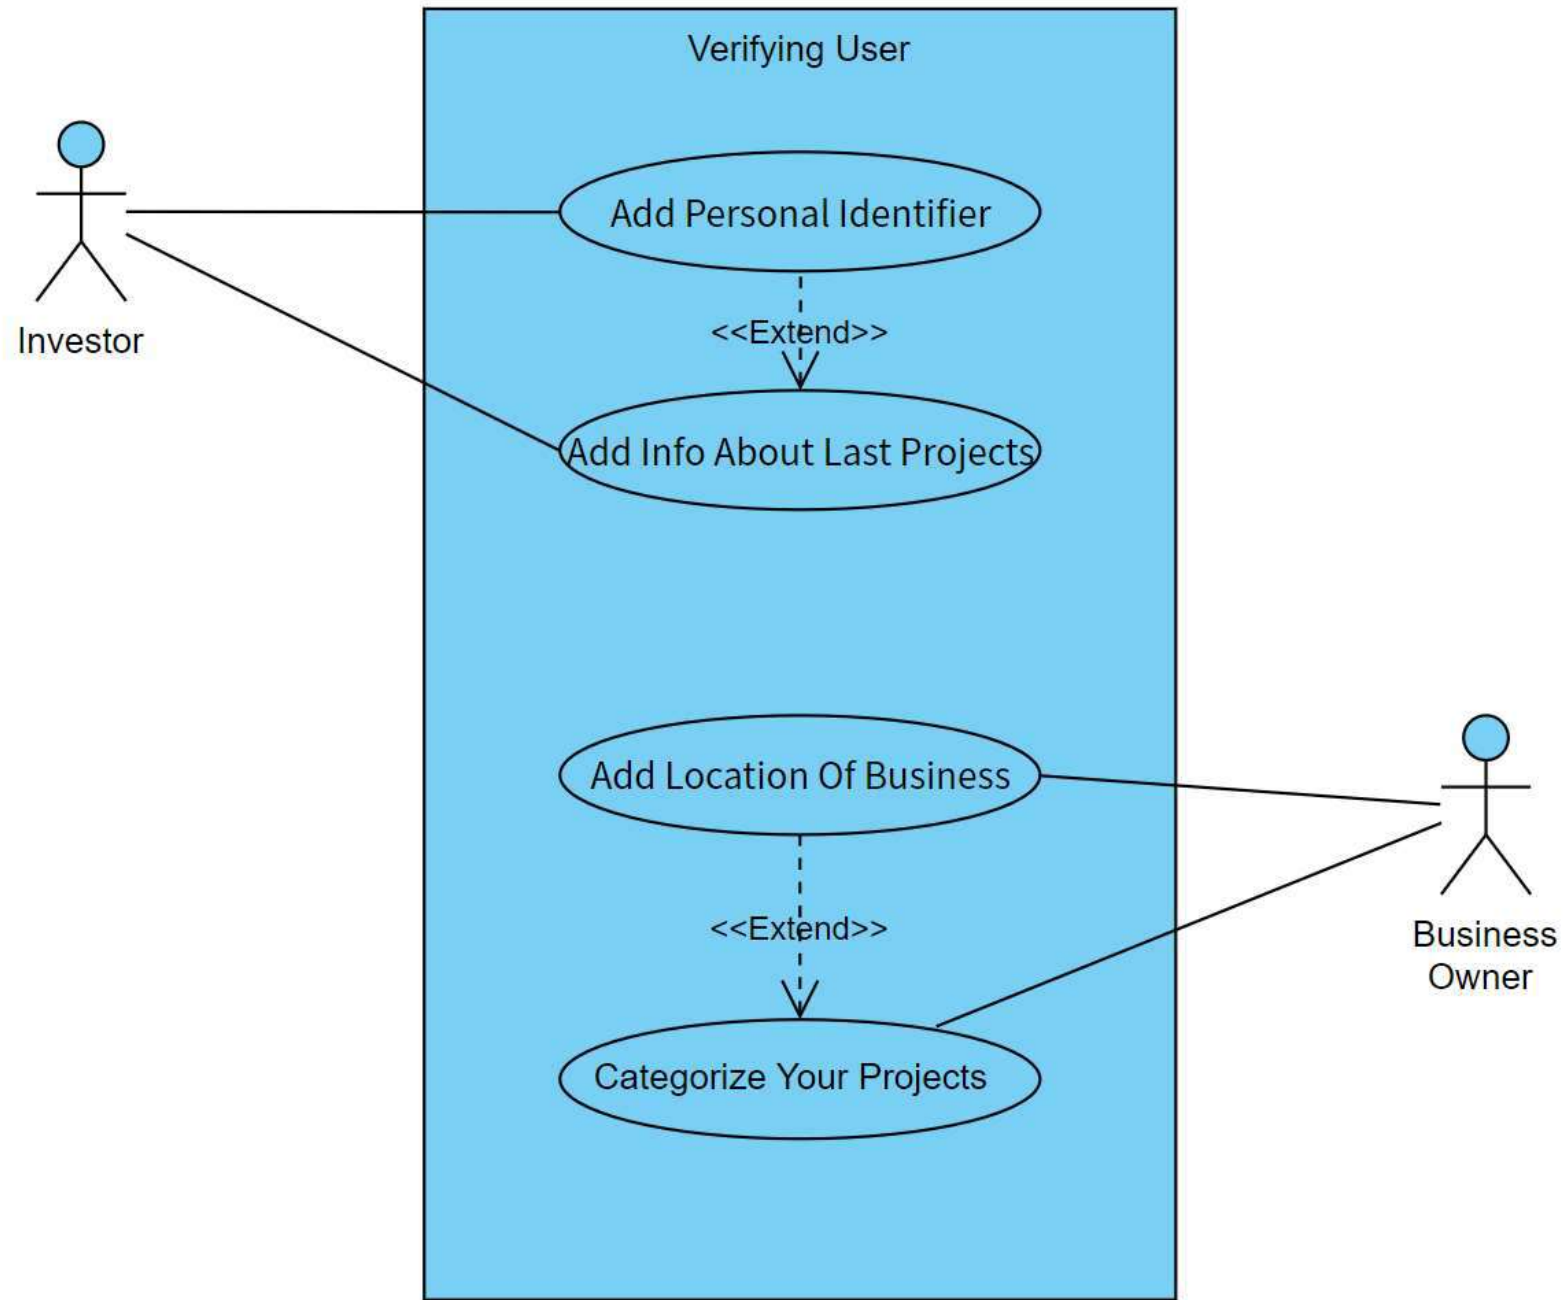 Verifying User
Add Personal Identifier
<<Extend>>
Investor
Add Info About Last Projects
Add Location Of Business
<<Extend>>
Business
Owner
Categorize Your Projects